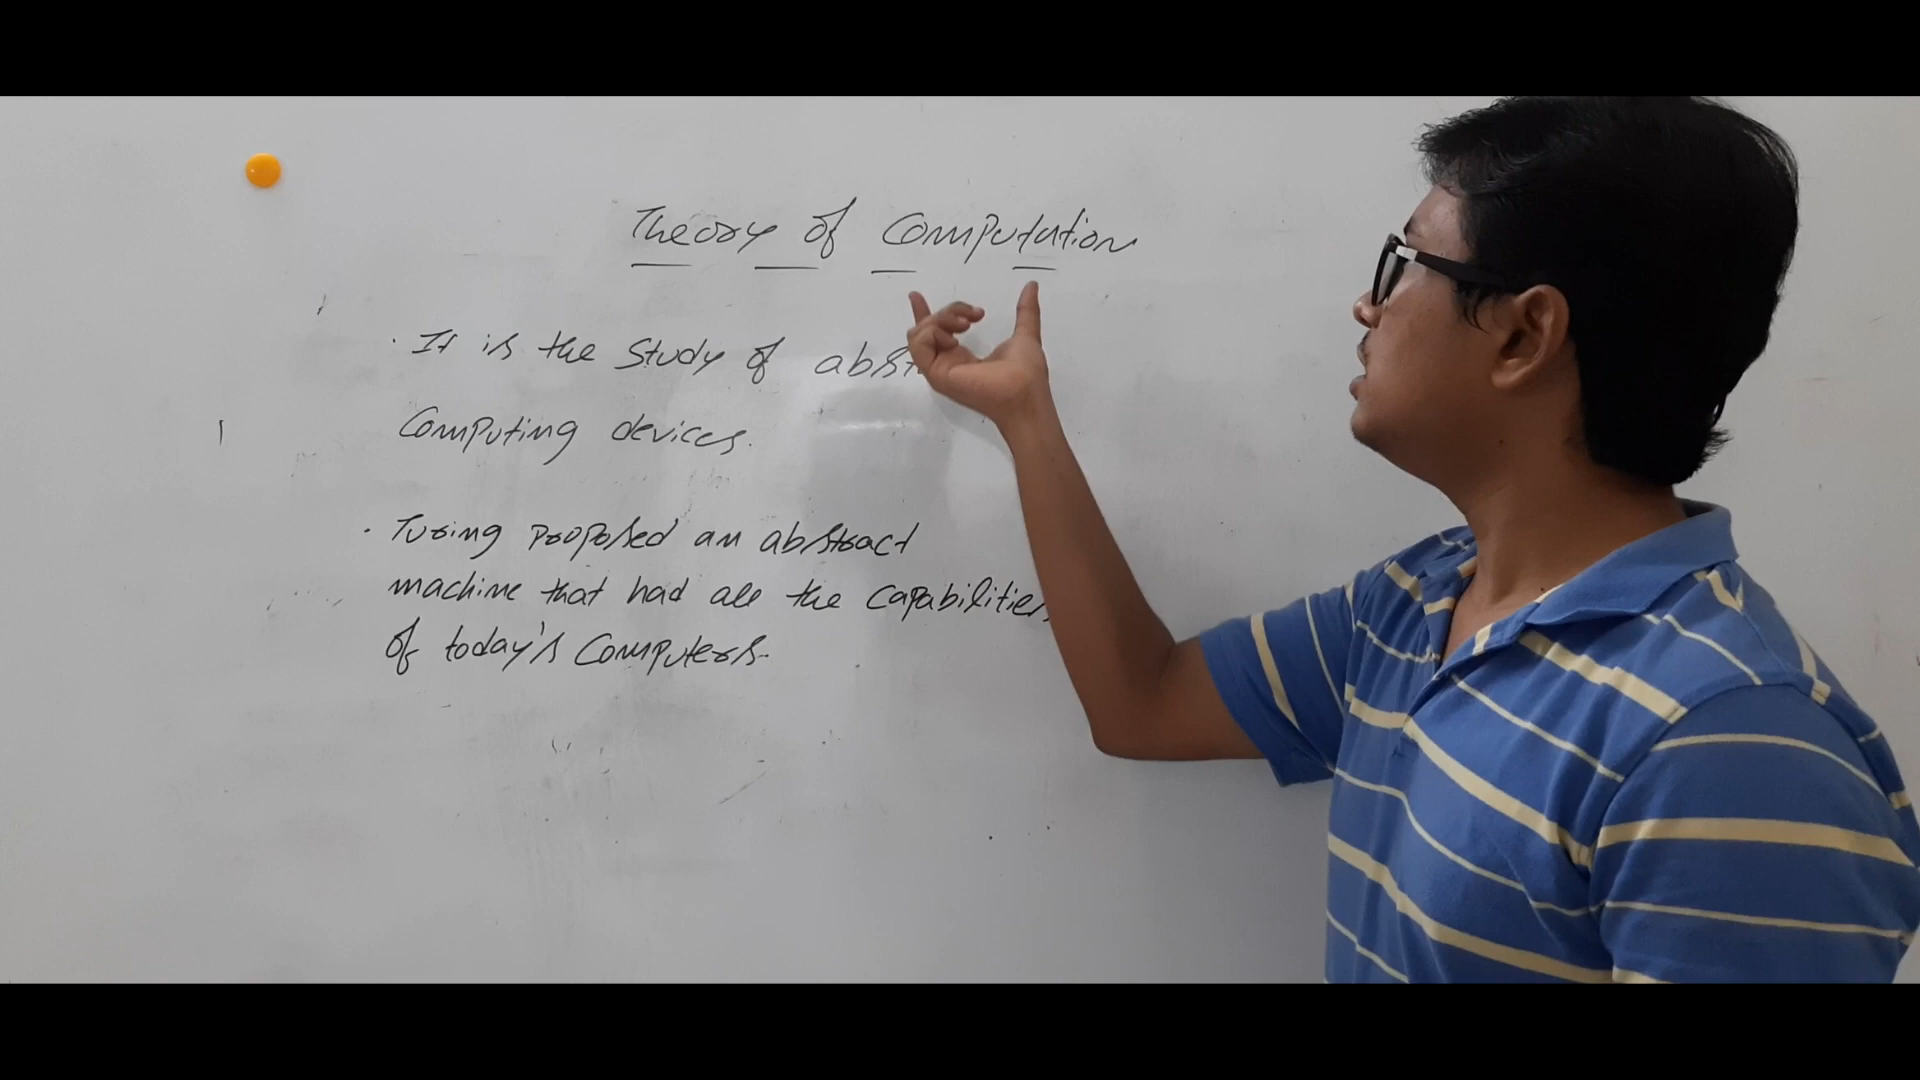 Theory of Computation
. It is the Study of abst
Computing devices.
. Turing proposed an abstract
machine that had all the capabilities
of today's Computers.